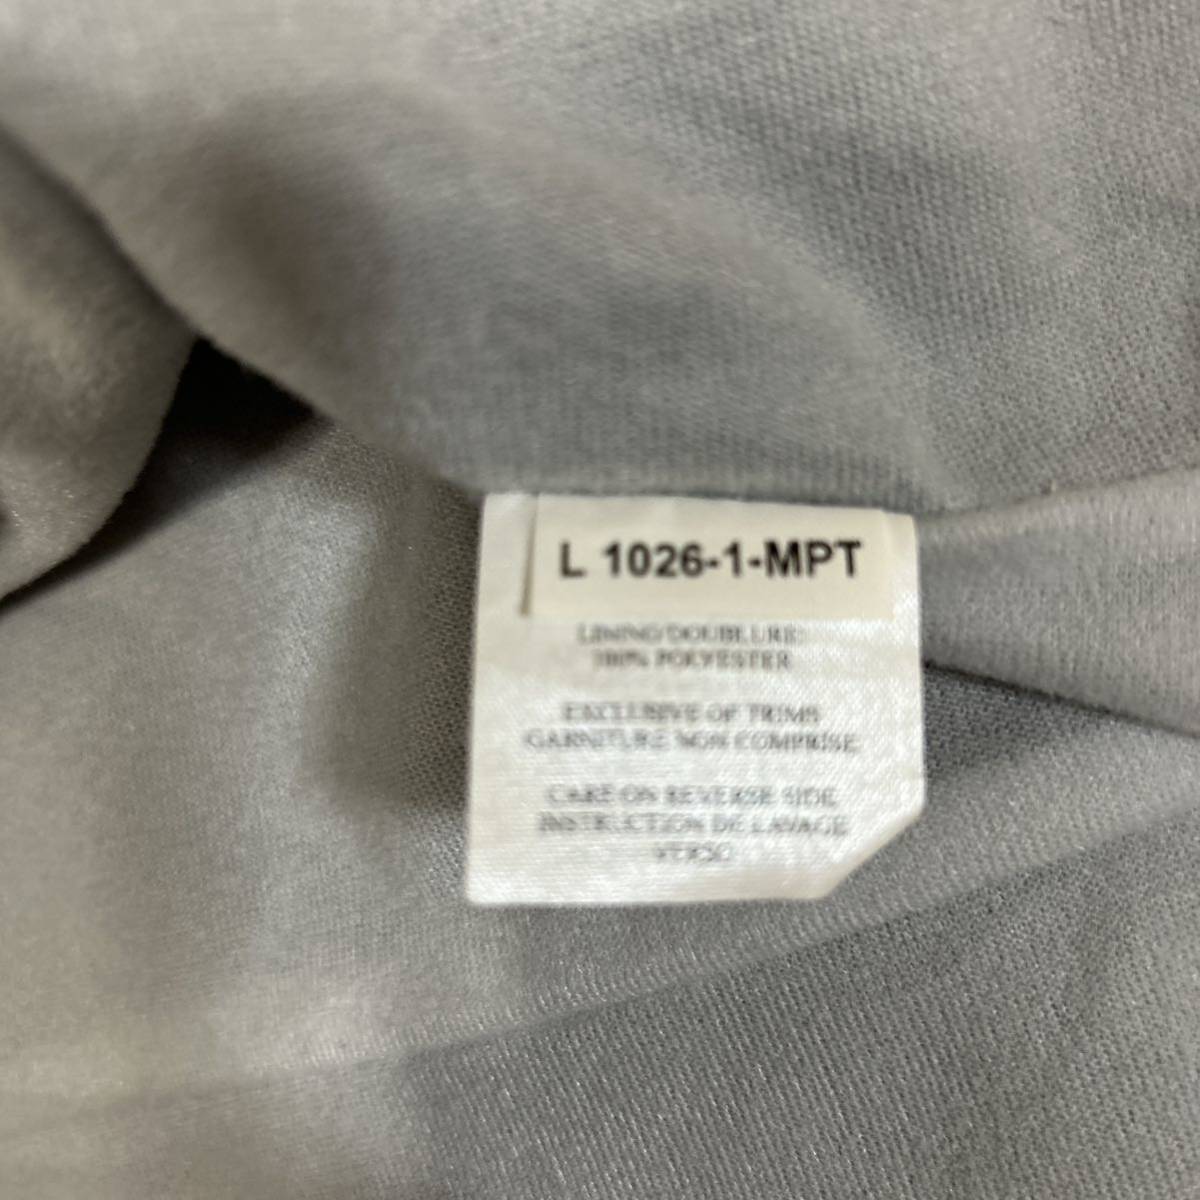 L 1026-1-MPT
LINING/DOUBLURE:
100% POLYESTER
EXCLUSIVE OF TRIMS
GARNITURE NON COMPRISE
CARE ON REVERSE SIDE
INSTRUCTION DE LAVAGE
VERSO